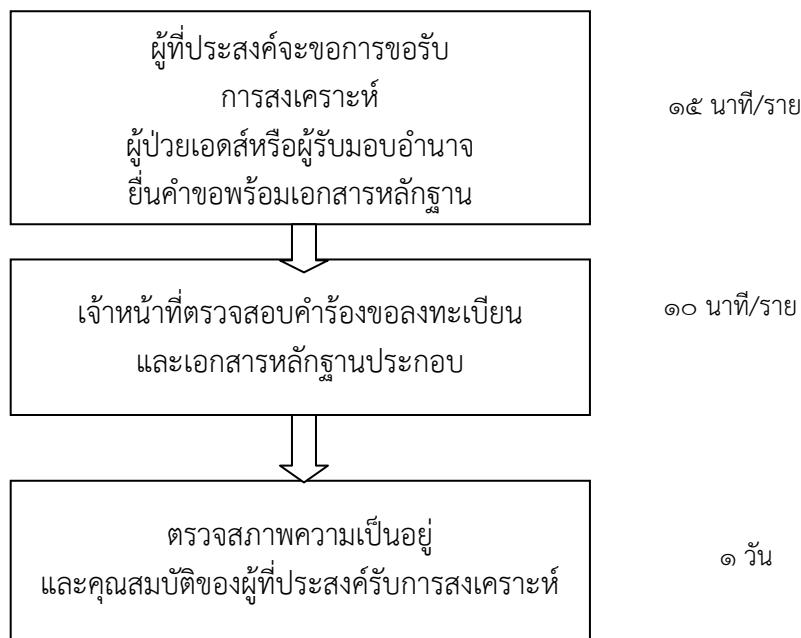 ผู้ที่ประสงค์จะขอการขอรับ
การสงเคราะห์
ผู้ป่วยเอดส์หรือผู้รับมอบอำนาจ
ยื่นคำขอพร้อมเอกสารหลักฐาน
๑๕ นาที/ราย
เจ้าหน้าที่ตรวจสอบคำร้องขอลงทะเบียน
และเอกสารหลักฐานประกอบ
๑๐ นาที/ราย
ตรวจสภาพความเป็นอยู่
และคุณสมบัติของผู้ที่ประสงค์รับการสงเคราะห์
๑ วัน